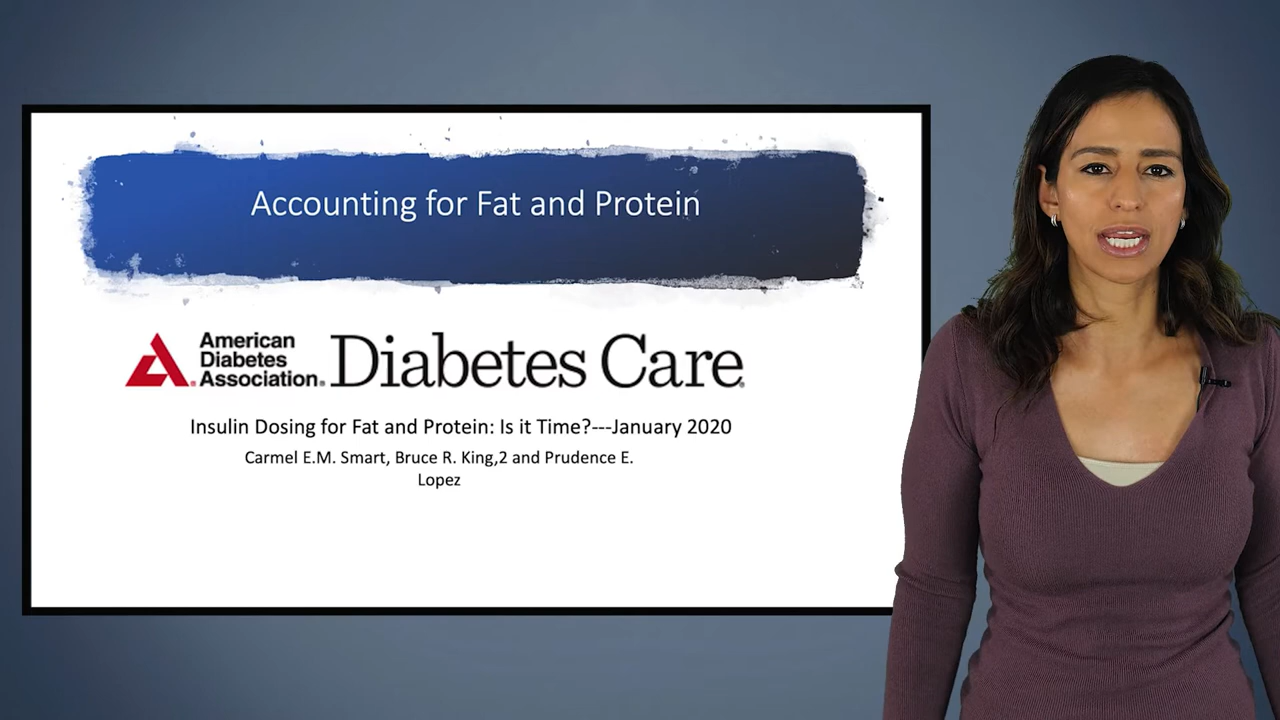 Accounting for Fat and Protein
American
Diabetes
Association®
Diabetes Care®
Insulin Dosing for Fat and Protein: Is it Time?---January 2020
Carmel E.M. Smart, Bruce R. King,2 and Prudence E.
Lopez